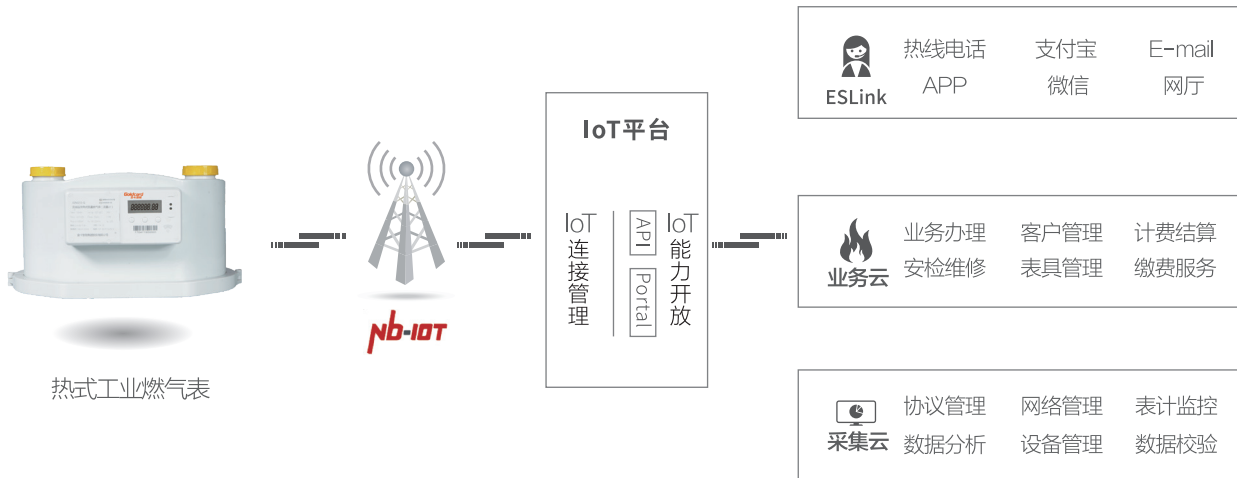 Goldcard
热式工业燃气表
Nb-IOT
IoT平台
IoT
连接管理
API
Portal
IoT
能力开放
ESLink
热线电话 支付宝 E-mail
APP 微信 网厅
业务云
业务办理 客户管理 计费结算
安检维修 表具管理 缴费服务
采集云
协议管理 网络管理 表计监控
数据分析 设备管理 数据校验